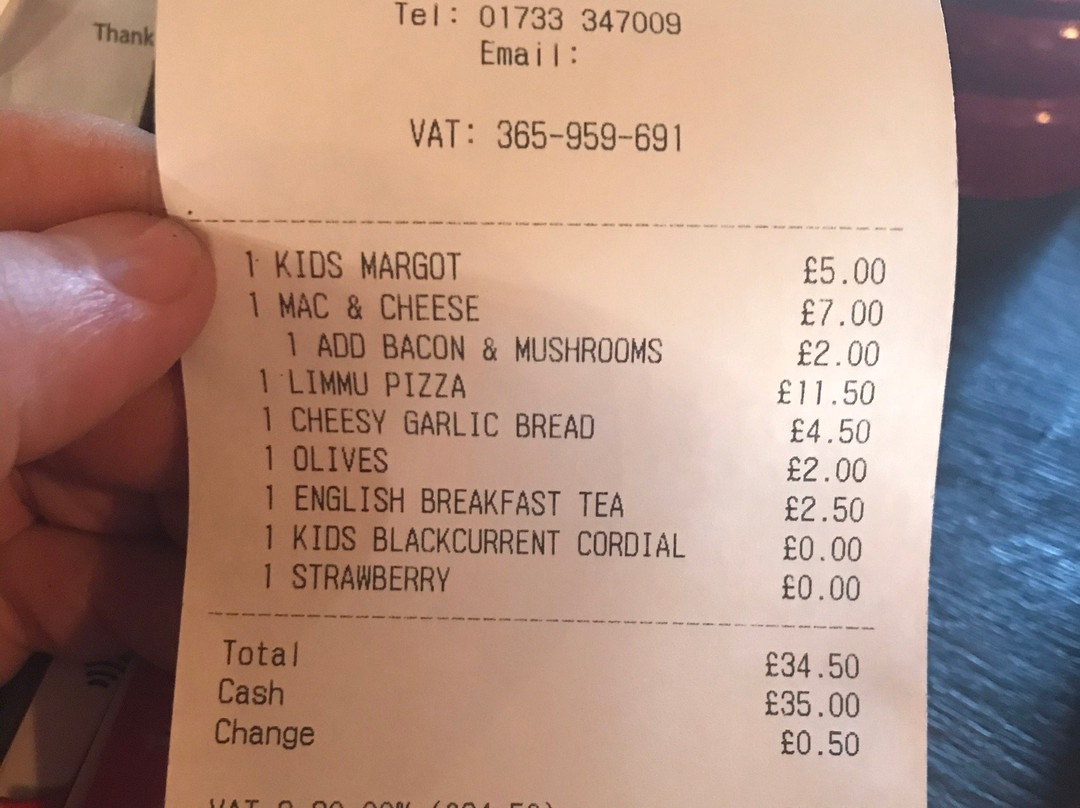 Thank
Tel: 01733 347009
Email:
VAT: 365-959-691
1 KIDS MARGOT £5.00
1 MAC & CHEESE £7.00
1 ADD BACON & MUSHROOMS £2.00
1 LIMMU PIZZA £11.50
1 CHEESY GARLIC BREAD £4.50
1 OLIVES £2.00
1 ENGLISH BREAKFAST TEA £2.50
1 KIDS BLACKCURRENT CORDIAL £0.00
1 STRAWBERRY £0.00
Total £34.50
Cash £35.00
Change £0.50
VAT